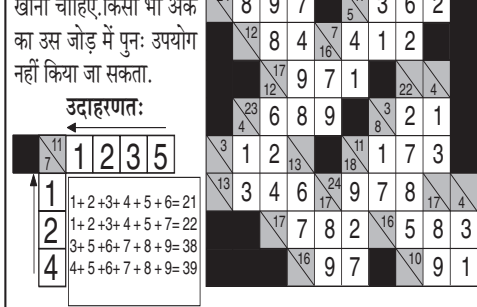 खाना चाहिए.किसी भी अंक
का उस जोड़ में पुनः उपयोग
नहीं किया जा सकता.
उदाहरणतः
11 7 1 2 3 5
1
2
4
1+2+3+4+5+6=21
1+2+3+4+5+7=22
3+5+6+7+8+9=38
4+5+6+7+8+9=39
8 9 7 5 3 6 2
12 8 4 7 16 4 1 2
17 12 9 7 1 22 4
23 4 6 8 9 3 8 2 1
3 1 2 13 11 18 1 7 3
13 3 4 6 24 17 9 7 8 17 4
17 7 8 2 16 5 8 3
16 9 7 10 9 1